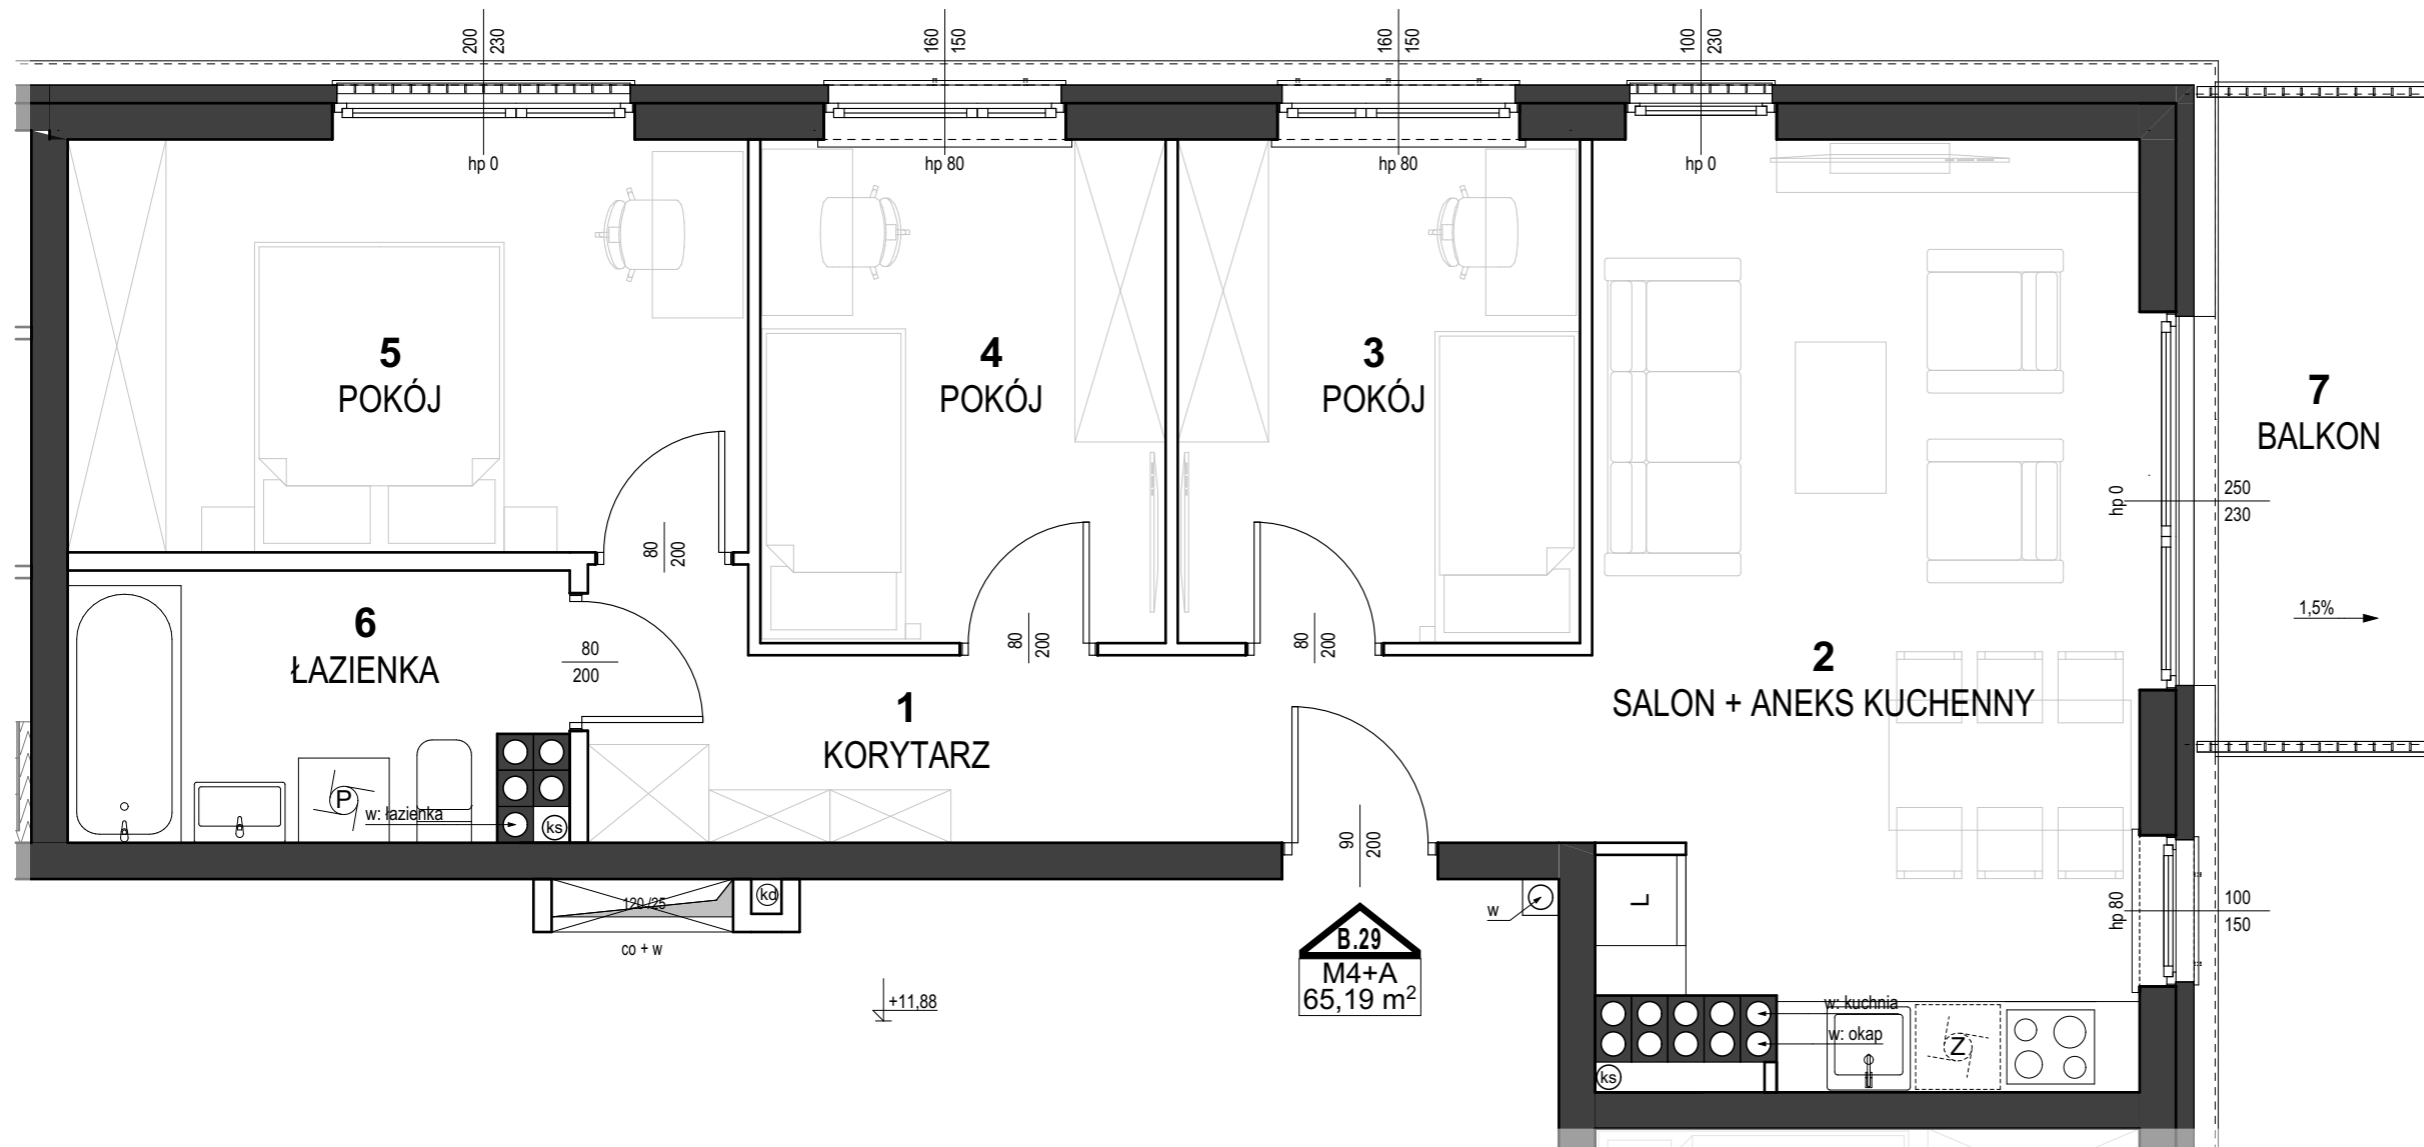 200
230
160
150
160
150
100
230
hp 0
hp 80
hp 80
hp 0
5
POKÓJ
4
POKÓJ
3
POKÓJ
7
BALKON
hp 0
250
230
80
200
6
ŁAZIENKA
80
200
80
200
80
200
1,5%
2
SALON + ANEKS KUCHENNY
1
KORYTARZ
P
w: łazienka
ks
90
200
120 /25
kd
co + w
w
L
hp 80
100
150
B.29
M4+A
65,19 m²
+11,88
w: kuchnia
w: okap
Z
ks